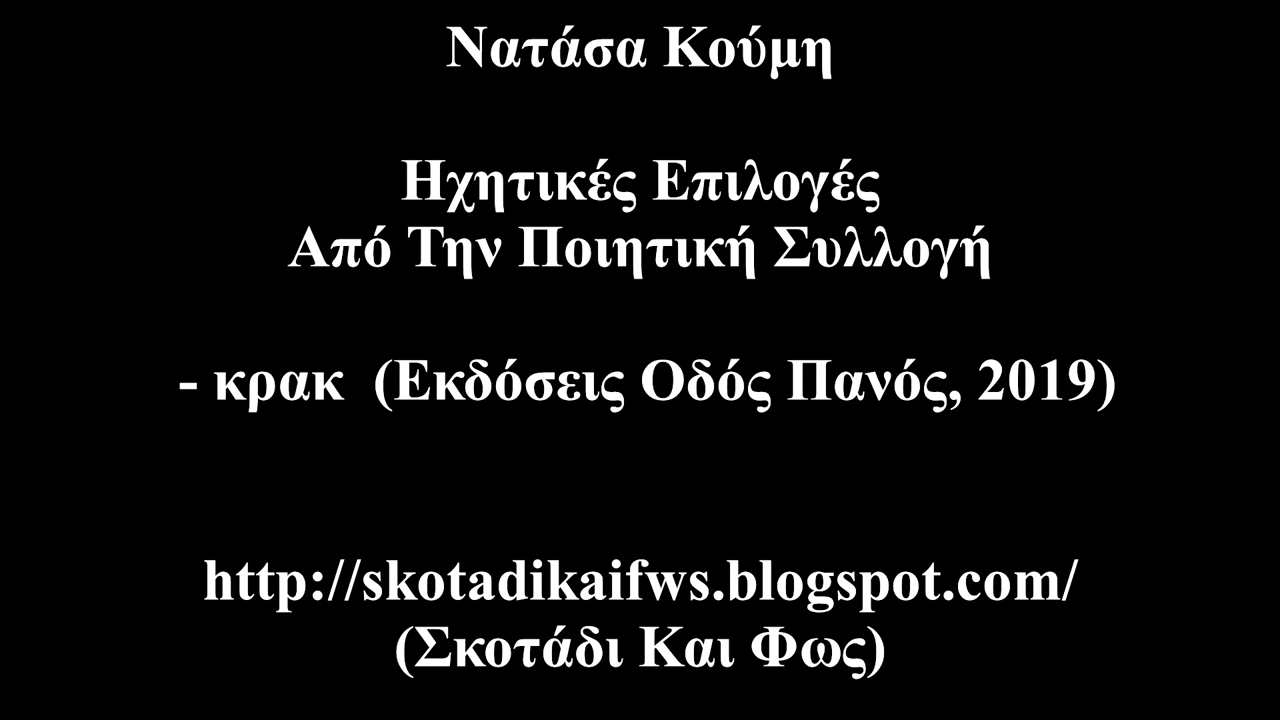 Νατάσα Κούμη
Ηχητικές Επιλογές
Από Την Ποιητική Συλλογή
- κρακ (Εκδόσεις Οδός Πανός, 2019)
http://skotadikaifws.blogspot.com/
(Σκοτάδι Και Φως)